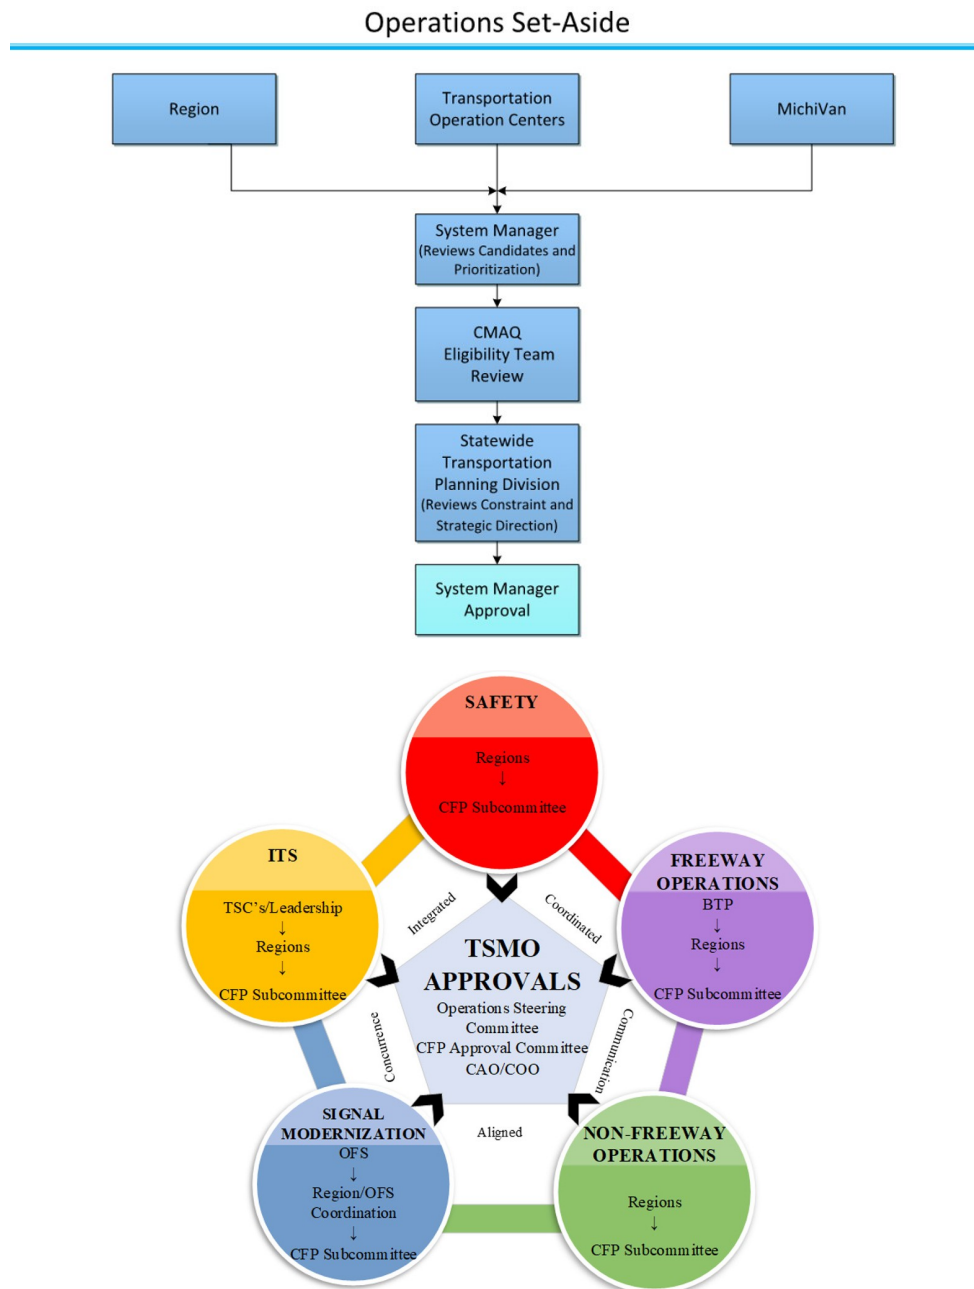 Operations Set-Aside
Region
Transportation
Operation Centers
MichiVan
System Manager
(Reviews Candidates and
Prioritization)
CMAQ
Eligibility Team
Review
Statewide
Transportation
Planning Division
(Reviews Constraint and
Strategic Direction)
System Manager
Approval
SAFETY
Regions
↓
CFP Subcommittee
ITS
TSC's/Leadership
↓
Regions
↓
CFP Subcommittee
FREEWAY
OPERATIONS
BTP
↓
Regions
↓
CFP Subcommittee
Integrated
Coordinated
TSMO
APPROVALS
Operations Steering
Committee
CFP Approval Committee
CAO/COO
Concurrence
Communication
Aligned
SIGNAL
MODERNIZATION
OFS
↓
Region/OFS
Coordination
↓
CFP Subcommittee
NON-FREEWAY
OPERATIONS
Regions
↓
CFP Subcommittee